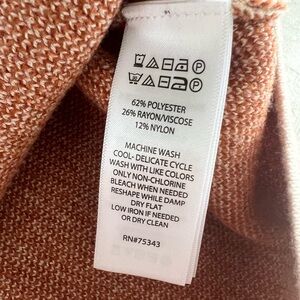 62% POLYESTER
26% RAYON/VISCOSE
12% NYLON
MACHINE WASH
COOL- DELICATE CYCLE
WASH WITH LIKE COLORS
ONLY NON-CHLORINE
BLEACH WHEN NEEDED
RESHAPE WHILE DAMP
DRY FLAT
LOW IRON IF NEEDED
OR DRY CLEAN
RN#75343